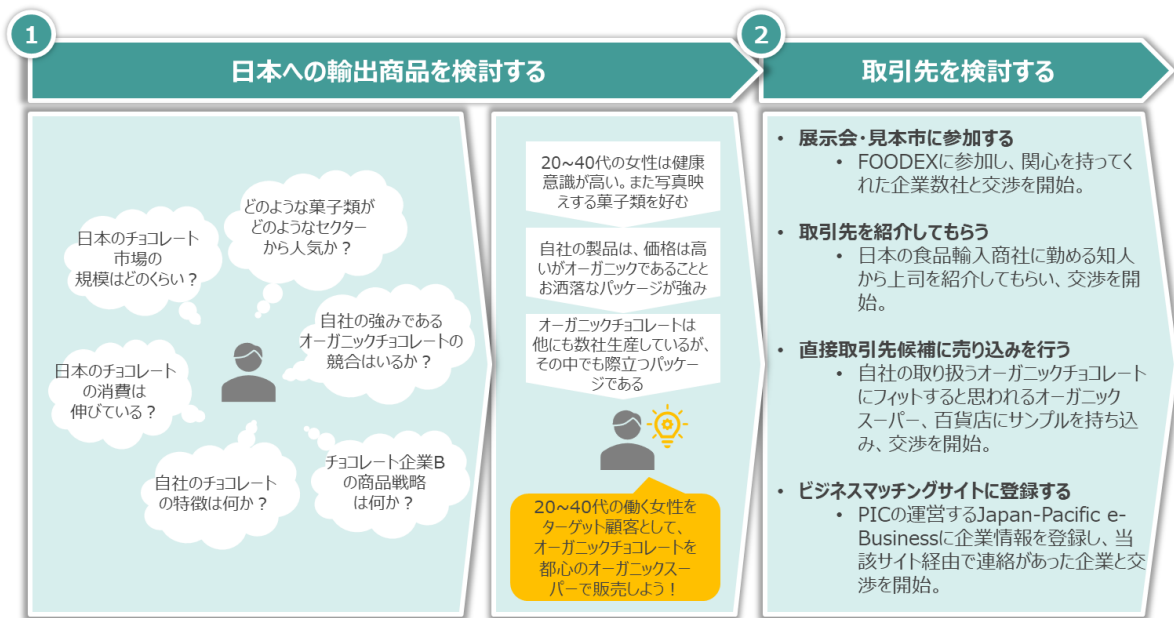 1
日本への輸出商品を検討する
2
取引先を検討する
どのような菓子類が
どのようなセクター
から人気か？
日本のチョコレート
市場の
規模はどのくらい？
自社の強みである
オーガニックチョコレートの
競合はいるか？
日本のチョコレート
の消費は
伸びている？
自社のチョコレート
の特徴は何か？
チョコレート企業B
の商品戦略
は何か？
20~40代の女性は健康
意識が高い。また写真映
えする菓子類を好む
自社の製品は、価格は高
いがオーガニックであることと
お洒落なパッケージが強み
オーガニックチョコレートは
他にも数社生産しているが、
その中でも際立つパッケー
ジである
20~40代の働く女性を
ターゲット顧客として、
オーガニックチョコレートを
都心のオーガニックスー
パーで販売しよう！
• 展示会・見本市に参加する
• FOODEXに参加し、関心を持ってく
れた企業数社と交渉を開始。
• 取引先を紹介してもらう
• 日本の食品輸入商社に勤める知人
から上司を紹介してもらい、交渉を開
始。
• 直接取引先候補に売り込みを行う
• 自社の取り扱うオーガニックチョコレート
にフィットすると思われるオーガニック
スーパー、百貨店にサンプルを持ち込
み、交渉を開始。
• ビジネスマッチングサイトに登録する
• PICの運営するJapan-Pacific e-
Businessに企業情報を登録し、当
該サイト経由で連絡があった企業と交
渉を開始。